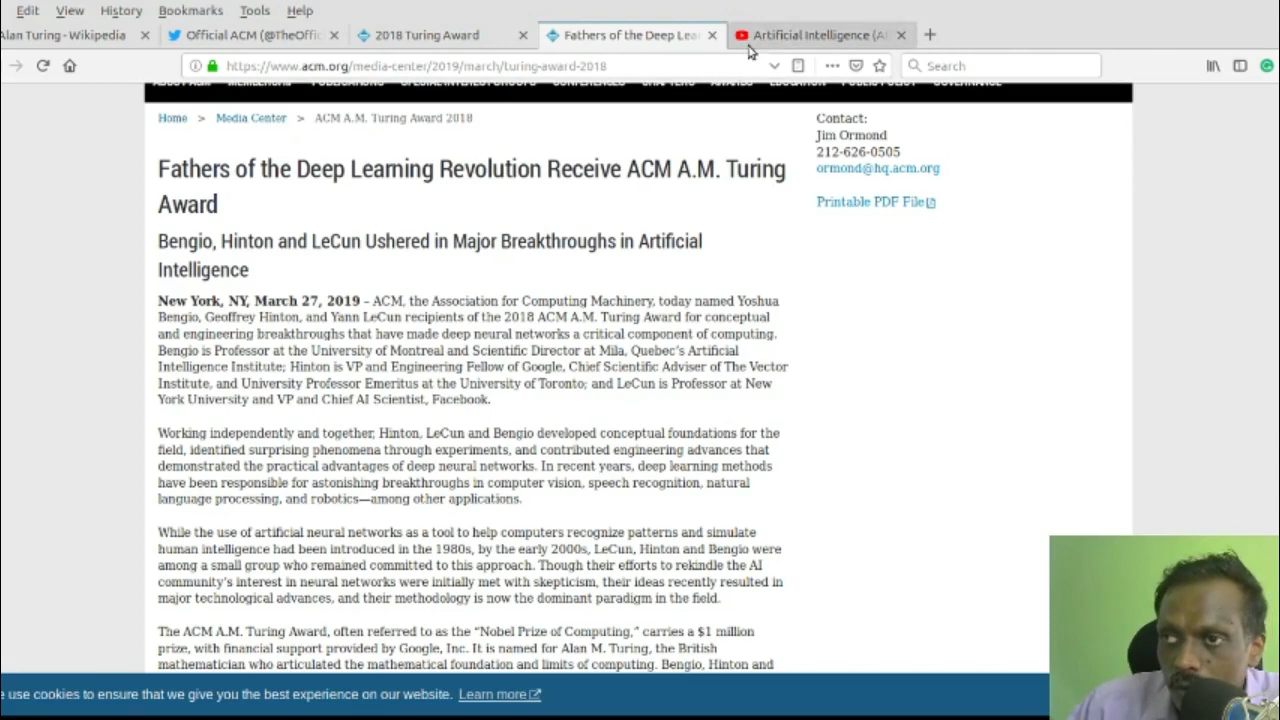 Edit View History Bookmarks Tools Help
Alan Turing - Wikipedia
Official ACM (@TheOffic
2018 Turing Award
Fathers of the Deep Lea
Artificial Intelligence (A
https://www.acm.org/media-center/2019/march/turing-award-2018
Search
Home > Media Center > ACM A.M. Turing Award 2018
Fathers of the Deep Learning Revolution Receive ACM A.M. Turing
Award
Bengio, Hinton and LeCun Ushered in Major Breakthroughs in Artificial
Intelligence
New York, NY, March 27, 2019 – ACM, the Association for Computing Machinery, today named Yoshua
Bengio, Geoffrey Hinton, and Yann LeCun recipients of the 2018 ACM A.M. Turing Award for conceptual
and engineering breakthroughs that have made deep neural networks a critical component of computing.
Bengio is Professor at the University of Montreal and Scientific Director at Mila, Quebec's Artificial
Intelligence Institute; Hinton is VP and Engineering Fellow of Google, Chief Scientific Adviser of The Vector
Institute, and University Professor Emeritus at the University of Toronto; and LeCun is Professor at New
York University and VP and Chief AI Scientist, Facebook.
Working independently and together, Hinton, LeCun and Bengio developed conceptual foundations for the
field, identified surprising phenomena through experiments, and contributed engineering advances that
demonstrated the practical advantages of deep neural networks. In recent years, deep learning methods
have been responsible for astonishing breakthroughs in computer vision, speech recognition, natural
language processing, and robotics—among other applications.
While the use of artificial neural networks as a tool to help computers recognize patterns and simulate
human intelligence had been introduced in the 1980s, by the early 2000s, LeCun, Hinton and Bengio were
among a small group who remained committed to this approach. Though their efforts to rekindle the AI
community's interest in neural networks were initially met with skepticism, their ideas recently resulted in
major technological advances, and their methodology is now the dominant paradigm in the field.
The ACM A.M. Turing Award, often referred to as the "Nobel Prize of Computing," carries a $1 million
prize, with financial support provided by Google, Inc. It is named for Alan M. Turing, the British
mathematician who articulated the mathematical foundation and limits of computing. Bengio, Hinton and
Contact:
Jim Ormond
212-626-0505
ormond@hq.acm.org
Printable PDF File
use cookies to ensure that we give you the best experience on our website. Learn more